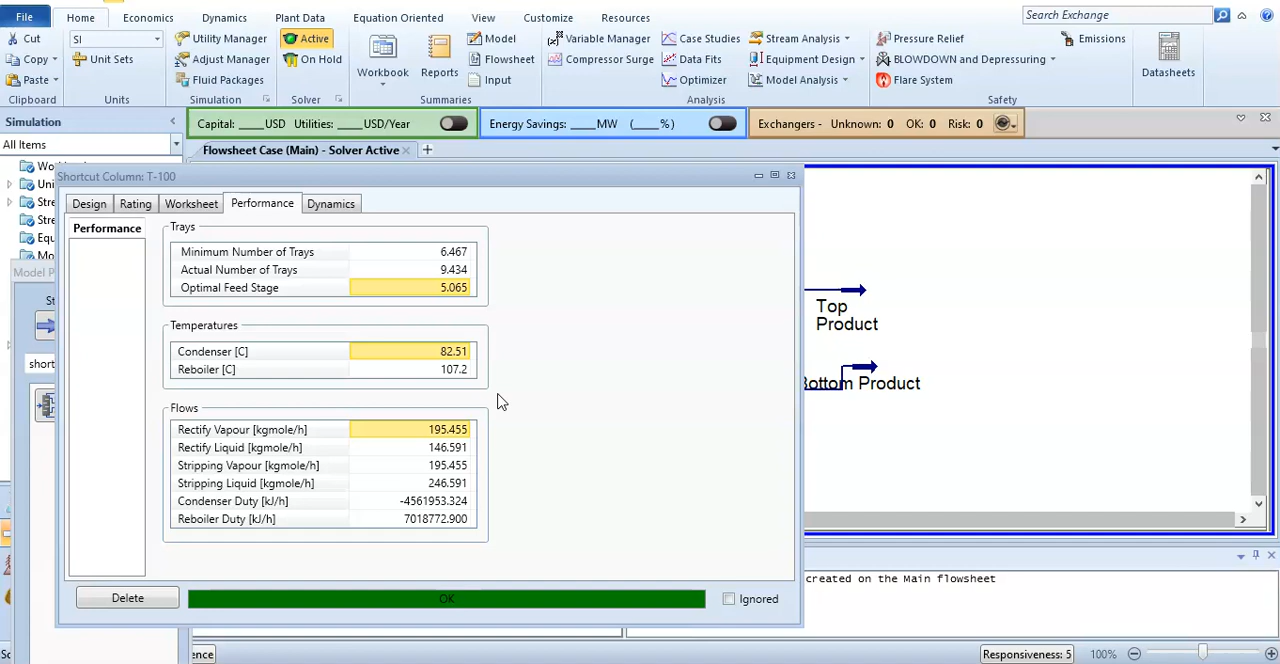 File Home Economics Dynamics Plant Data Equation Oriented View Customize Resources Search Exchange
Cut SI Utility Manager Active Model Variable Manager Case Studies Stream Analysis Pressure Relief Emissions
Copy Unit Sets Adjust Manager On Hold Workbook Reports Flowsheet Compressor Surge Data Fits Equipment Design BLOWDOWN and Depressuring Datasheets
Paste Fluid Packages Input Optimizer Model Analysis Flare System
Clipboard Units Simulation Solver Summaries Analysis Safety
Simulation Capital: ____USD Utilities: ____USD/Year Energy Savings: ____MW (____%) Exchangers - Unknown: 0 OK: 0 Risk: 0
All Items Flowsheet Case (Main) - Solver Active
Shortcut Column: T-100
Design Rating Worksheet Performance Dynamics
Performance
Trays
Minimum Number of Trays 6.467
Actual Number of Trays 9.434
Optimal Feed Stage 5.065
Temperatures
Condenser [C] 82.51
Reboiler [C] 107.2
Flows
Rectify Vapour [kgmole/h] 195.455
Rectify Liquid [kgmole/h] 146.591
Stripping Vapour [kgmole/h] 195.455
Stripping Liquid [kgmole/h] 246.591
Condenser Duty [kJ/h] -4561953.324
Reboiler Duty [kJ/h] 7018772.900
Delete OK Ignored
Top
Product
Bottom Product
created on the Main flowsheet
Responsiveness: 5 100%